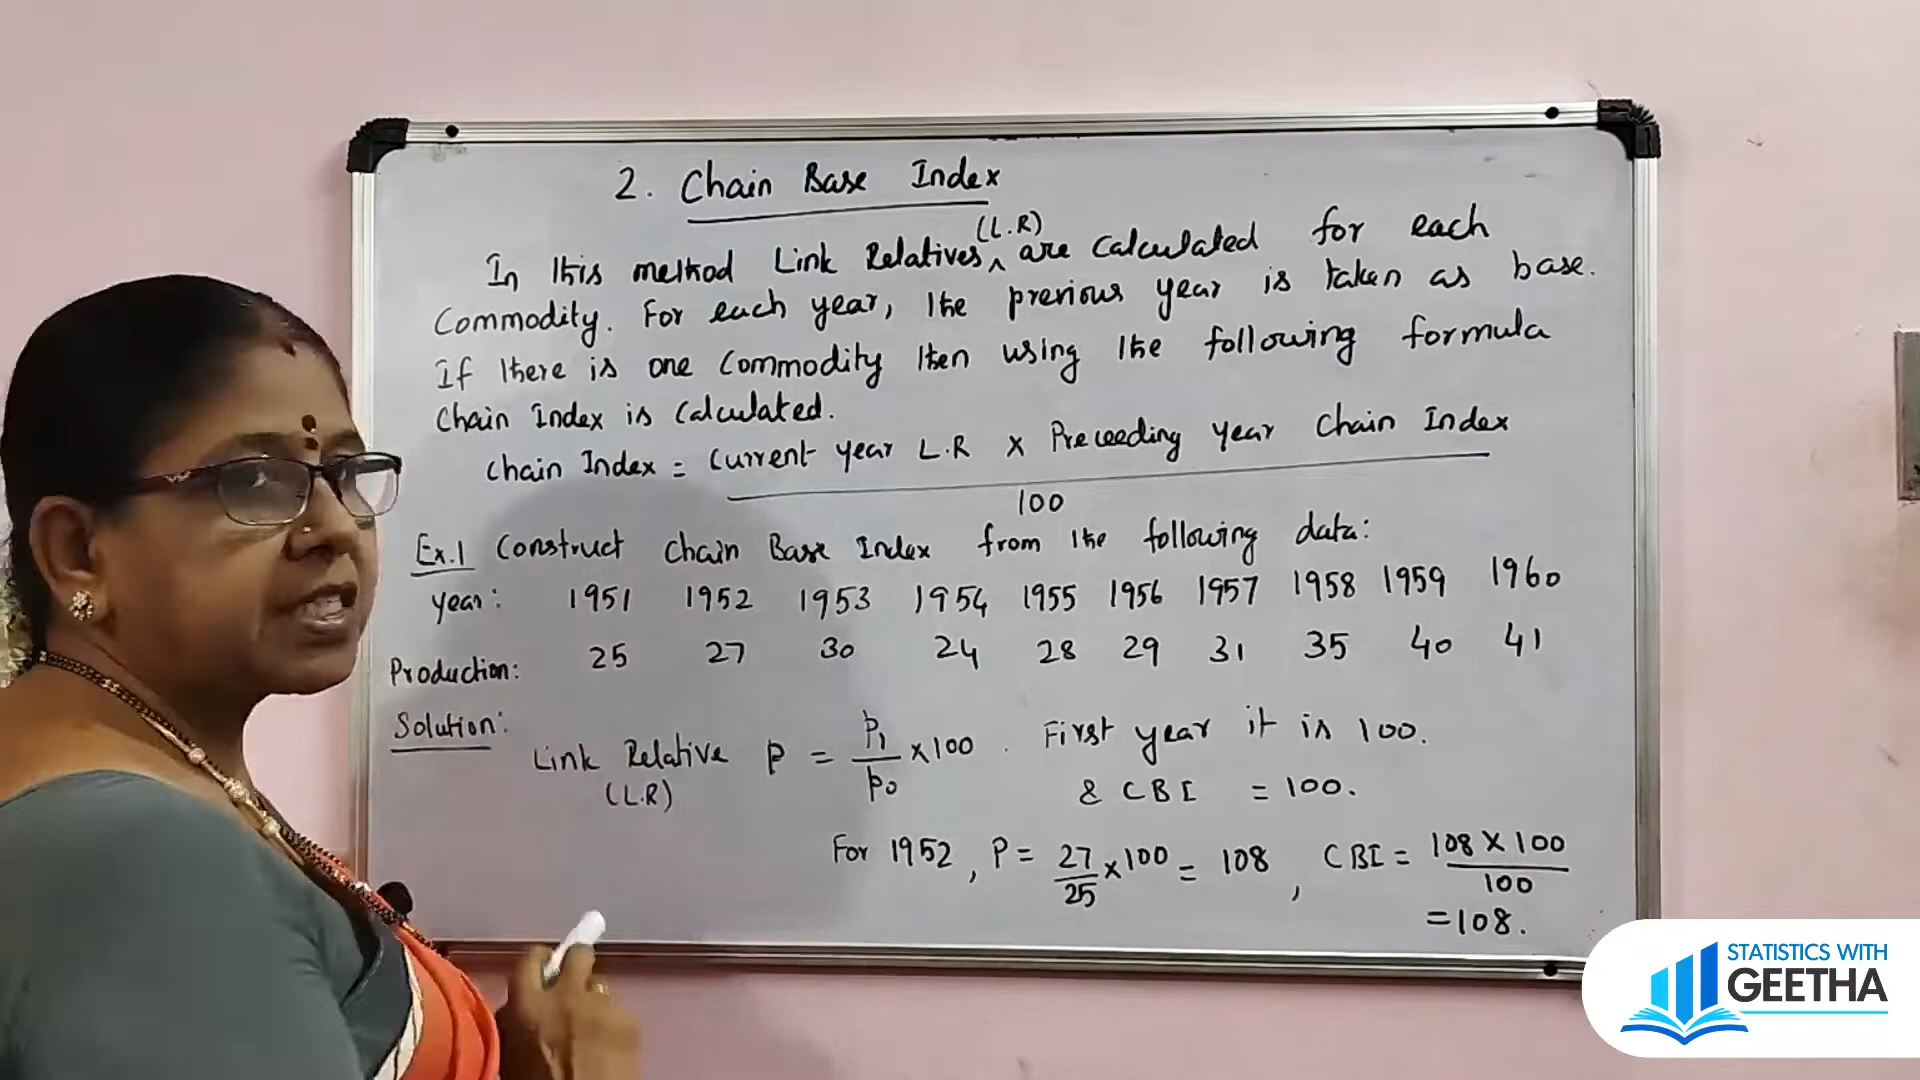 2. Chain Base Index
(L.R)
In this method Link Relatives ^ are Calculated for each
Commodity. For each year, the previous year is taken as base.
If there is one Commodity then using the following formula
Chain Index is Calculated.
Chain Index = Current year L.R × Preceeding year Chain Index
100
Ex.1 Construct Chain Base Index from the following data:
year: 1951 1952 1953 1954 1955 1956 1957 1958 1959 1960
Production: 25 27 30 24 28 29 31 35 40 41
Solution:
Link Relative P = p₁/p₀ × 100. First year it is 100.
(L.R) & CBI = 100.
For 1952, P = 27/25 × 100 = 108, CBI = 108 × 100 / 100
= 108.
STATISTICS WITH
GEETHA